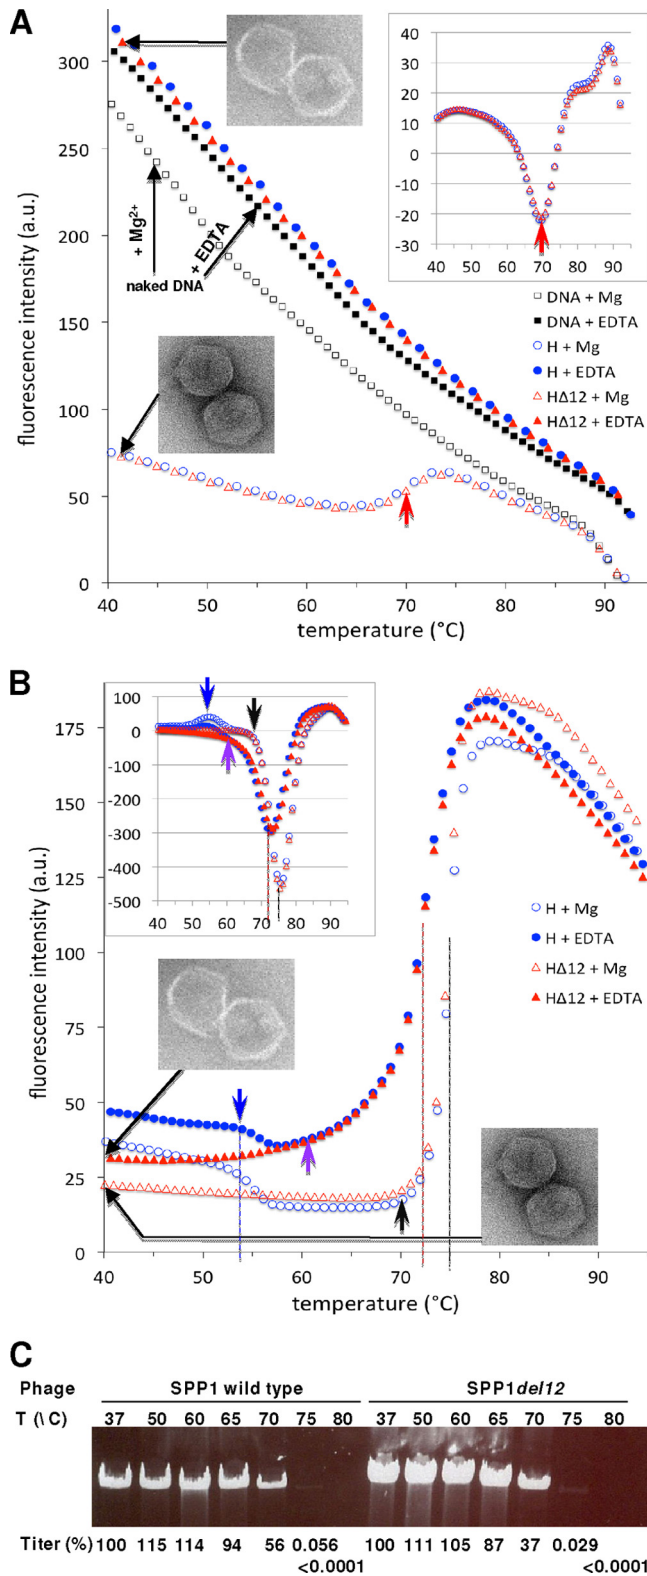 A
fluorescence intensity (a.u.)
300
250
200
150
100
50
0
40 50 60 70 80 90
temperature (°C)
+ Mg²⁺
+ EDTA
naked DNA
40
30
20
10
0
-10
-20
-30
40 50 60 70 80 90 100
DNA + Mg
DNA + EDTA
H + Mg
H + EDTA
HΔ12 + Mg
HΔ12 + EDTA
B
fluorescence intensity (a.u.)
175
150
125
100
75
50
25
0
40 50 60 70 80 90
temperature (°C)
100
0
-100
-200
-300
-400
-500
40 50 60 70 80 90
H + Mg
H + EDTA
HΔ12 + Mg
HΔ12 + EDTA
C
Phage SPP1 wild type SPP1del12
T (\ C) 37 50 60 65 70 75 80 37 50 60 65 70 75 80
Titer (%) 100 115 114 94 56 0.056 100 111 105 87 37 0.029
<0.0001 <0.0001